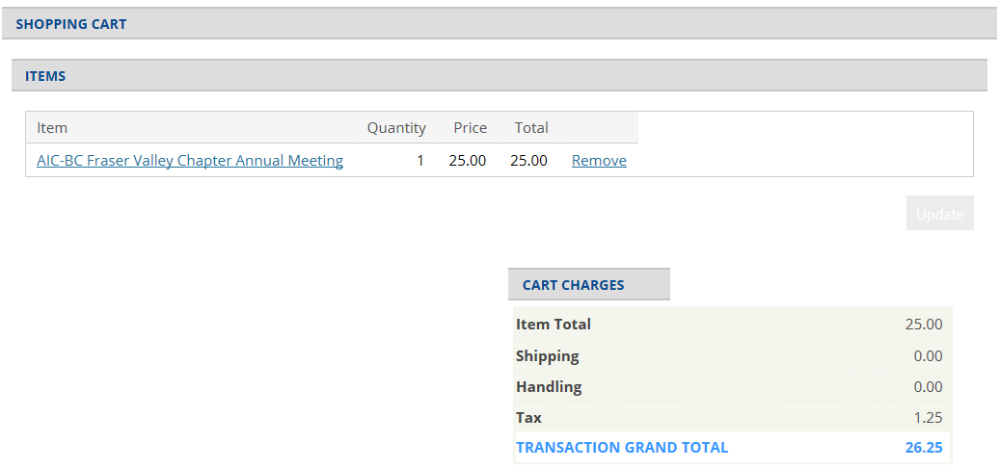 SHOPPING CART
ITEMS
Item Quantity Price Total
AIC-BC Fraser Valley Chapter Annual Meeting 1 25.00 25.00 Remove
Update
CART CHARGES
Item Total 25.00
Shipping 0.00
Handling 0.00
Tax 1.25
TRANSACTION GRAND TOTAL 26.25